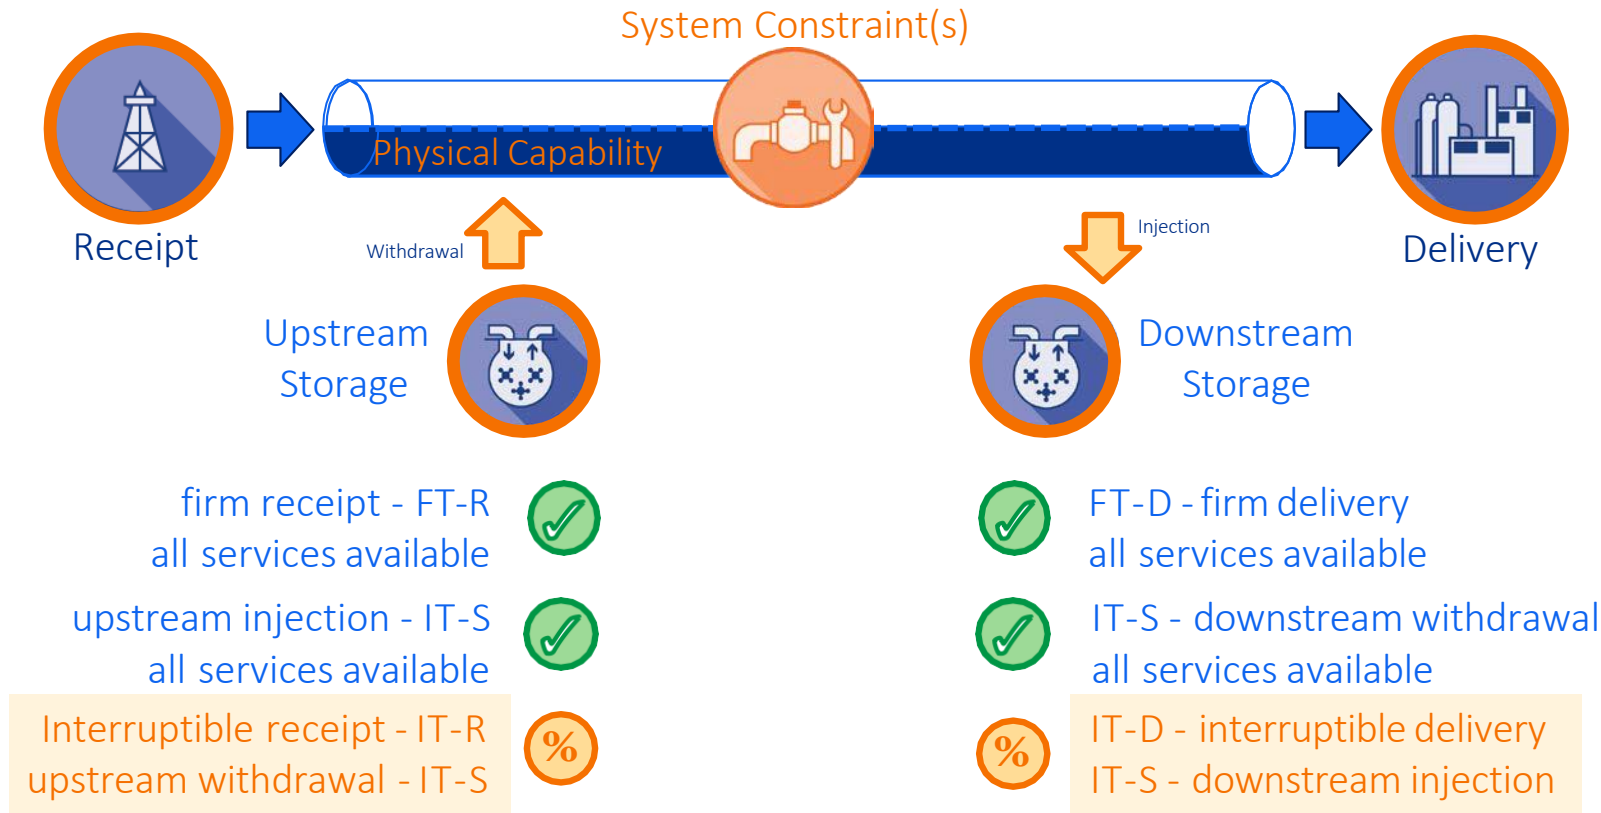 System Constraint(s)
Physical Capability
Receipt
Delivery
Withdrawal
Injection
Upstream
Storage
Downstream
Storage
firm receipt - FT-R
all services available
FT-D - firm delivery
all services available
upstream injection - IT-S
all services available
IT-S - downstream withdrawal
all services available
Interruptible receipt - IT-R
upstream withdrawal - IT-S
%
%
IT-D - interruptible delivery
IT-S - downstream injection